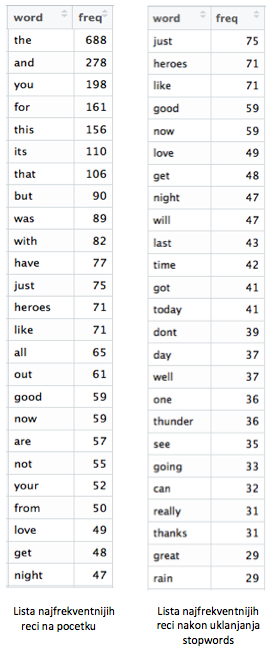 word freq
the 688
and 278
you 198
for 161
this 156
its 110
that 106
but 90
was 89
with 82
have 77
just 75
heroes 71
like 71
all 65
out 61
good 59
now 59
are 57
not 55
your 52
from 50
love 49
get 48
night 47
Lista najfrekventnijih
reci na pocetku
word freq
just 75
heroes 71
like 71
good 59
now 59
love 49
get 48
night 47
will 47
last 43
time 42
got 41
today 41
dont 39
day 37
well 37
one 36
thunder 36
see 35
going 33
can 32
really 31
thanks 31
great 29
rain 29
Lista najfrekventnijih
reci nakon uklanjanja
stopwords